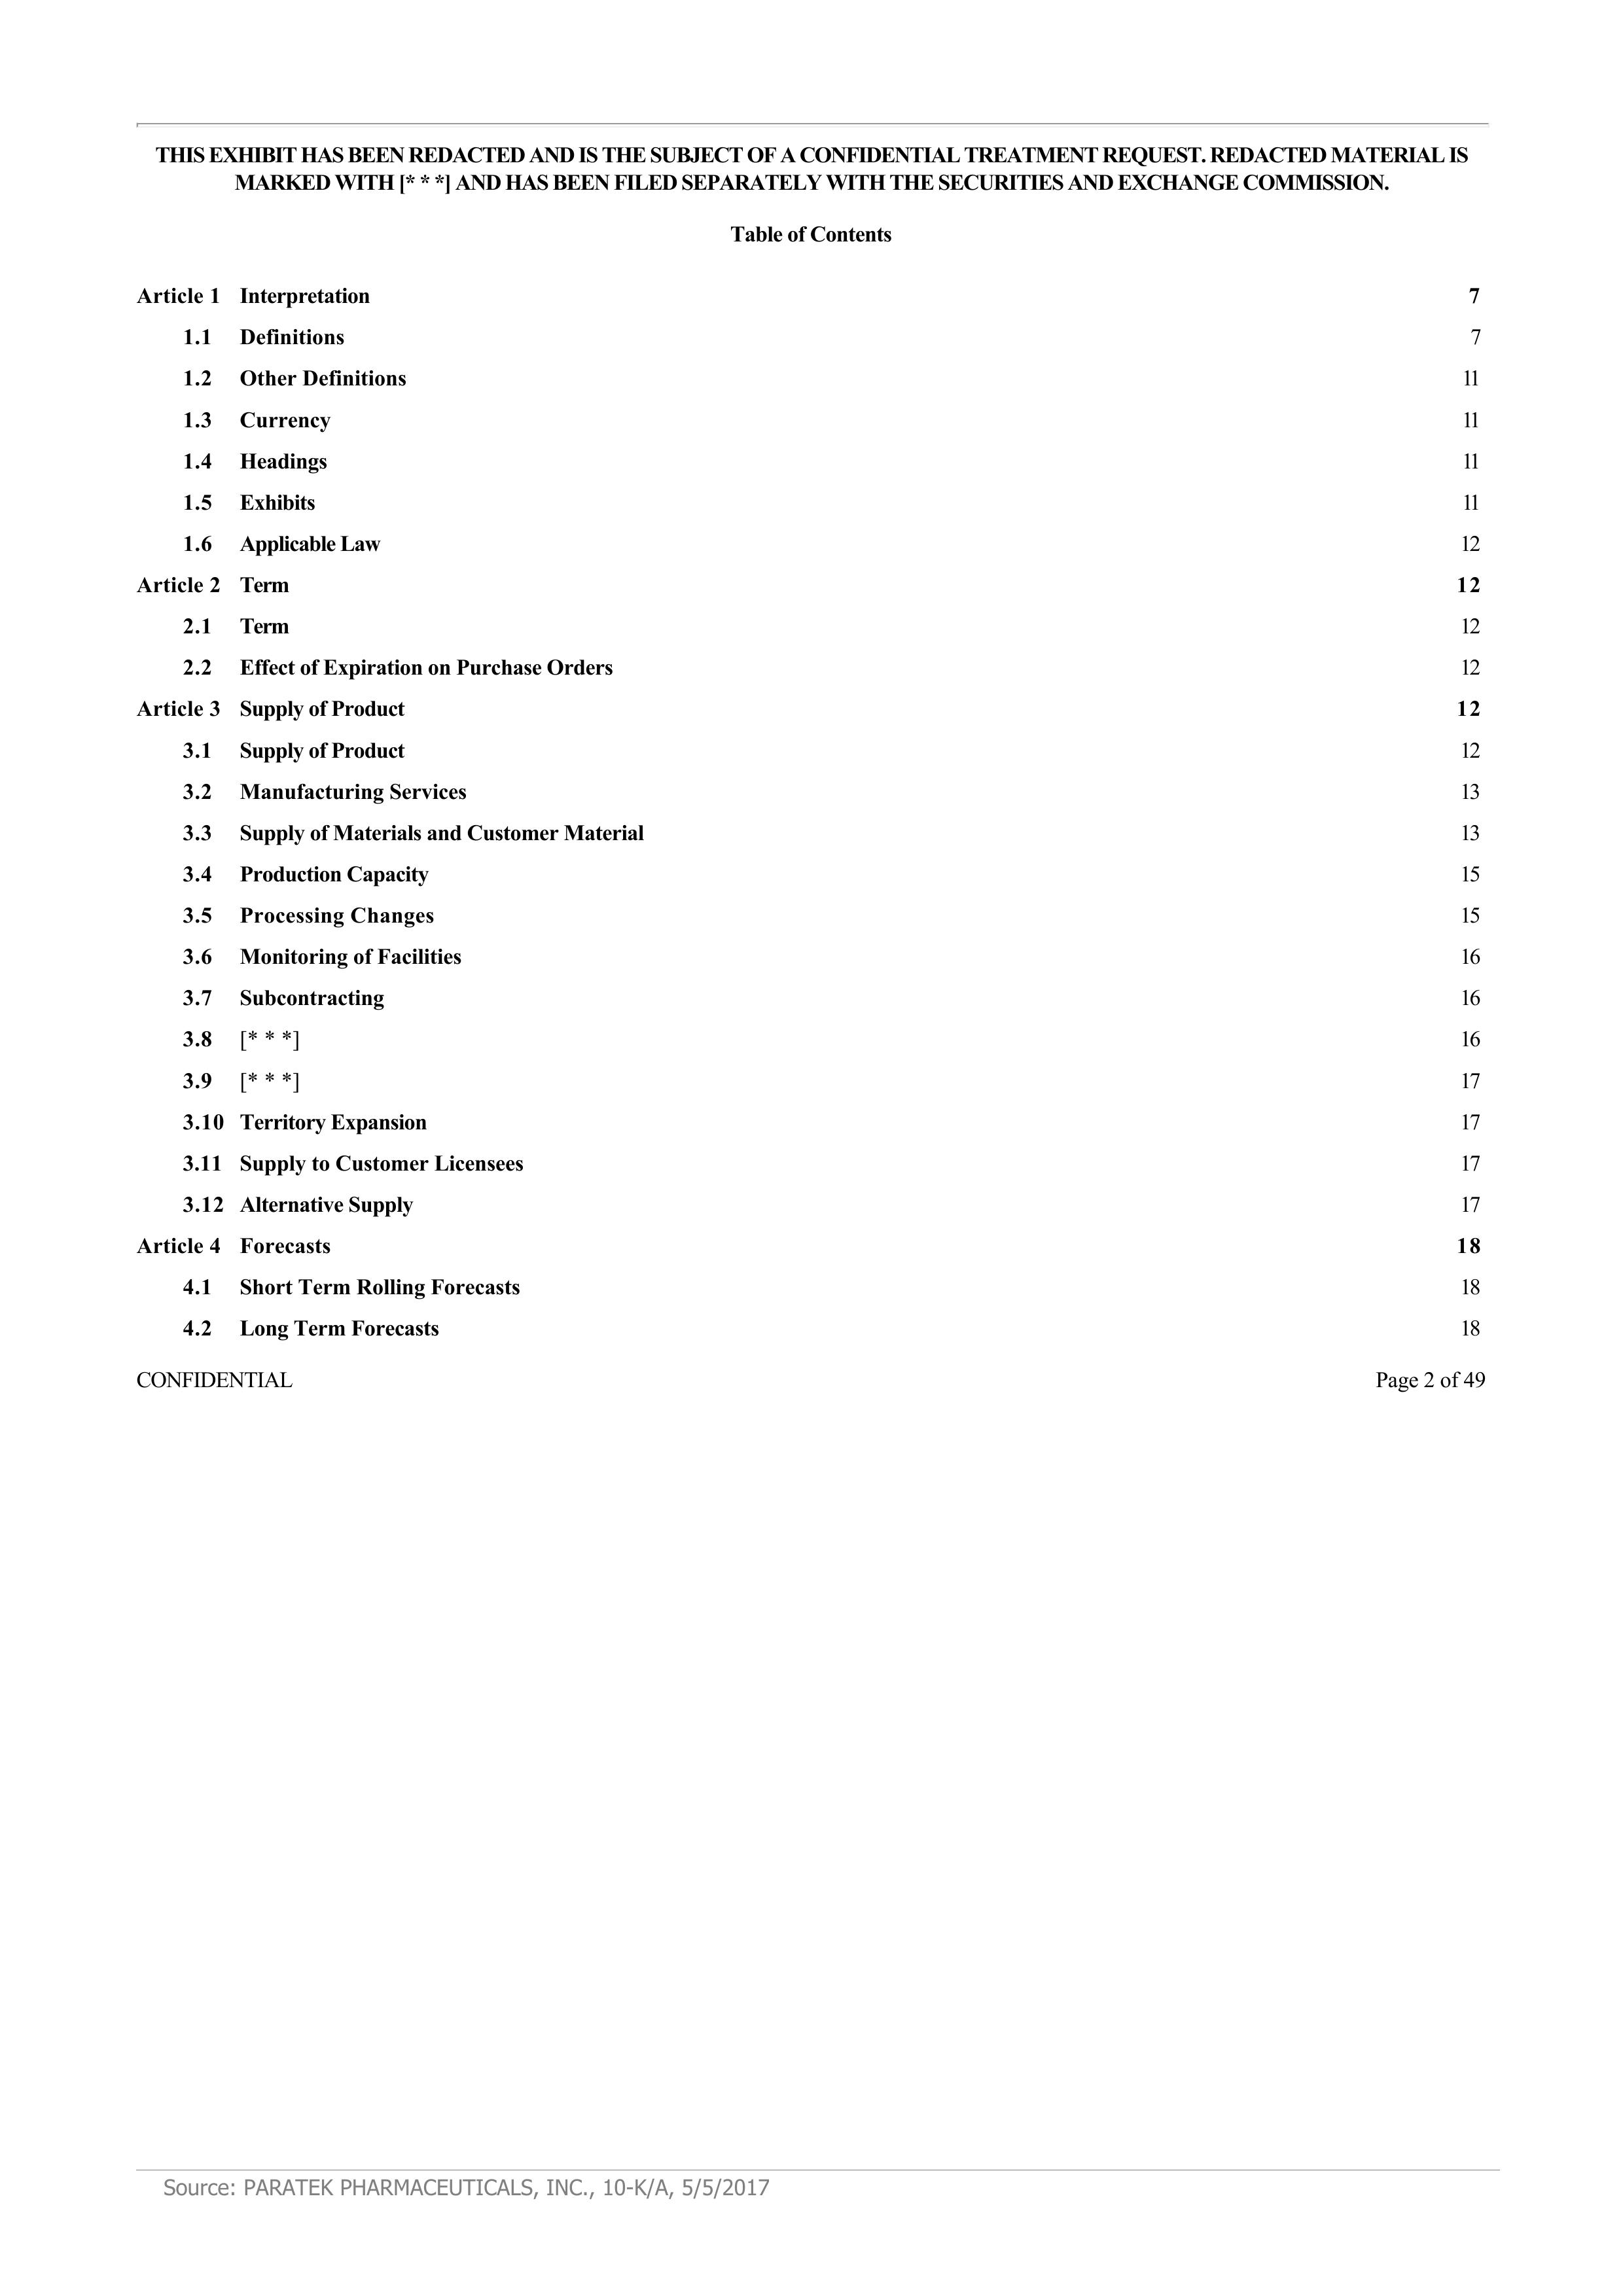 THIS EXHIBIT HAS BEEN REDACTED AND IS THE SUBJECT OF A CONFIDENTIAL TREATMENT REQUEST. REDACTED MATERIAL IS
MARKED WITH [* * *] AND HAS BEEN FILED SEPARATELY WITH THE SECURITIES AND EXCHANGE COMMISSION.
Table of Contents
Article 1 Interpretation 7
1.1 Definitions 7
1.2 Other Definitions 11
1.3 Currency 11
1.4 Headings 11
1.5 Exhibits 11
1.6 Applicable Law 12
Article 2 Term 12
2.1 Term 12
2.2 Effect of Expiration on Purchase Orders 12
Article 3 Supply of Product 12
3.1 Supply of Product 12
3.2 Manufacturing Services 13
3.3 Supply of Materials and Customer Material 13
3.4 Production Capacity 15
3.5 Processing Changes 15
3.6 Monitoring of Facilities 16
3.7 Subcontracting 16
3.8 [* * *] 16
3.9 [* * *] 17
3.10 Territory Expansion 17
3.11 Supply to Customer Licensees 17
3.12 Alternative Supply 17
Article 4 Forecasts 18
4.1 Short Term Rolling Forecasts 18
4.2 Long Term Forecasts 18
CONFIDENTIAL Page 2 of 49
Source: PARATEK PHARMACEUTICALS, INC., 10-K/A, 5/5/2017